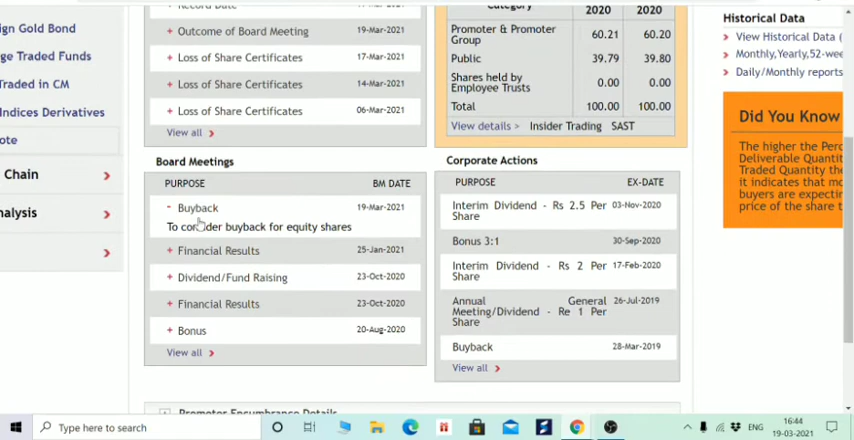 ign Gold Bond
ge Traded Funds
Traded in CM
Indices Derivatives
ote
Chain
nalysis
Record Date
+ Outcome of Board Meeting 19-Mar-2021
+ Loss of Share Certificates 17-Mar-2021
+ Loss of Share Certificates 14-Mar-2021
+ Loss of Share Certificates 06-Mar-2021
View all
Board Meetings
PURPOSE BM DATE
- Buyback 19-Mar-2021
To consider buyback for equity shares
+ Financial Results 25-Jan-2021
+ Dividend/Fund Raising 23-Oct-2020
+ Financial Results 23-Oct-2020
+ Bonus 20-Aug-2020
View all
Category 2020 2020
Promoter & Promoter
Group 60.21 60.20
Public 39.79 39.80
Shares held by
Employee Trusts 0.00 0.00
Total 100.00 100.00
View details > Insider Trading SAST
Corporate Actions
PURPOSE EX-DATE
Interim Dividend - Rs 2.5 Per 03-Nov-2020
Share
Bonus 3:1 30-Sep-2020
Interim Dividend - Rs 2 Per 17-Feb-2020
Share
Annual General 26-Jul-2019
Meeting/Dividend - Re 1 Per
Share
Buyback 28-Mar-2019
View all
Historical Data
View Historical Data (
Monthly,Yearly,52-wee
Daily/Monthly reports
Did You Know
The higher the Perc
Deliverable Quantit
Traded Quantity the
it indicates that mo
buyers are expectin
price of the share t
Promoter Encumbrance Details
Type here to search
ENG
16:44
19-03-2021